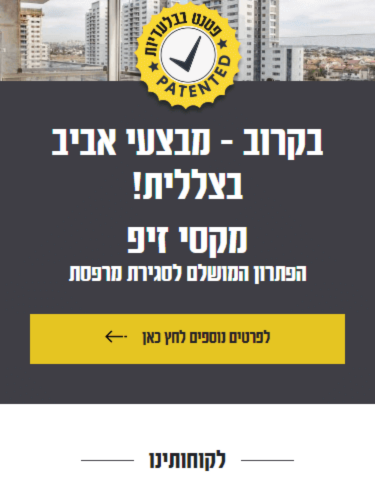 פטנט בבלעדיות
PATENTED
בקרוב - מבצעי אביב
בצללית!
מקסי זיפ
הפתרון המושלם לסגירת מרפסת
לפרטים נוספים לחץ כאן
לקוחותינו